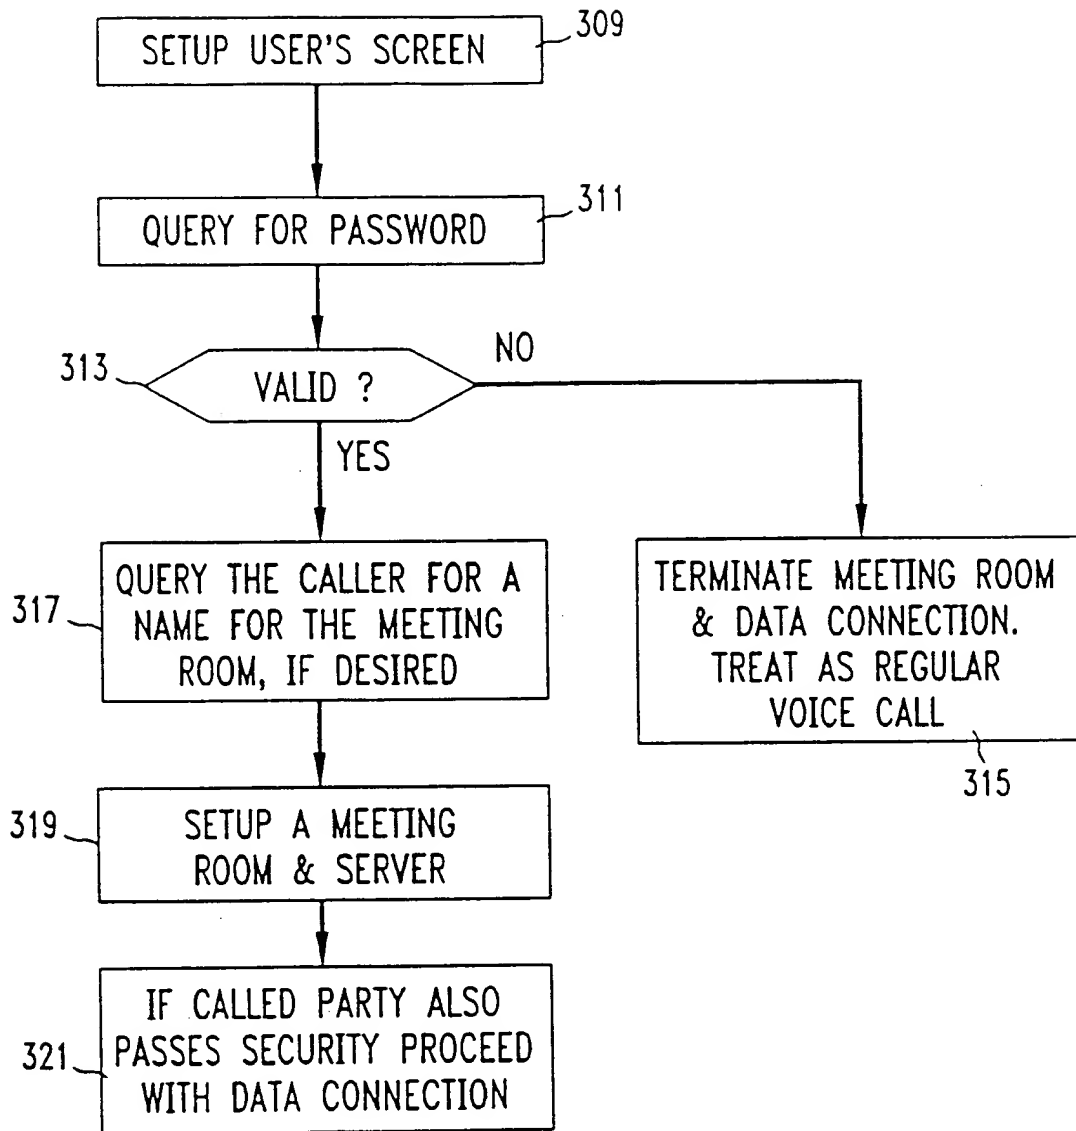 SETUP USER'S SCREEN
309
QUERY FOR PASSWORD
311
313
VALID ?
NO
YES
317
QUERY THE CALLER FOR A
NAME FOR THE MEETING
ROOM, IF DESIRED
TERMINATE MEETING ROOM
& DATA CONNECTION.
TREAT AS REGULAR
VOICE CALL
315
319
SETUP A MEETING
ROOM & SERVER
321
IF CALLED PARTY ALSO
PASSES SECURITY PROCEED
WITH DATA CONNECTION